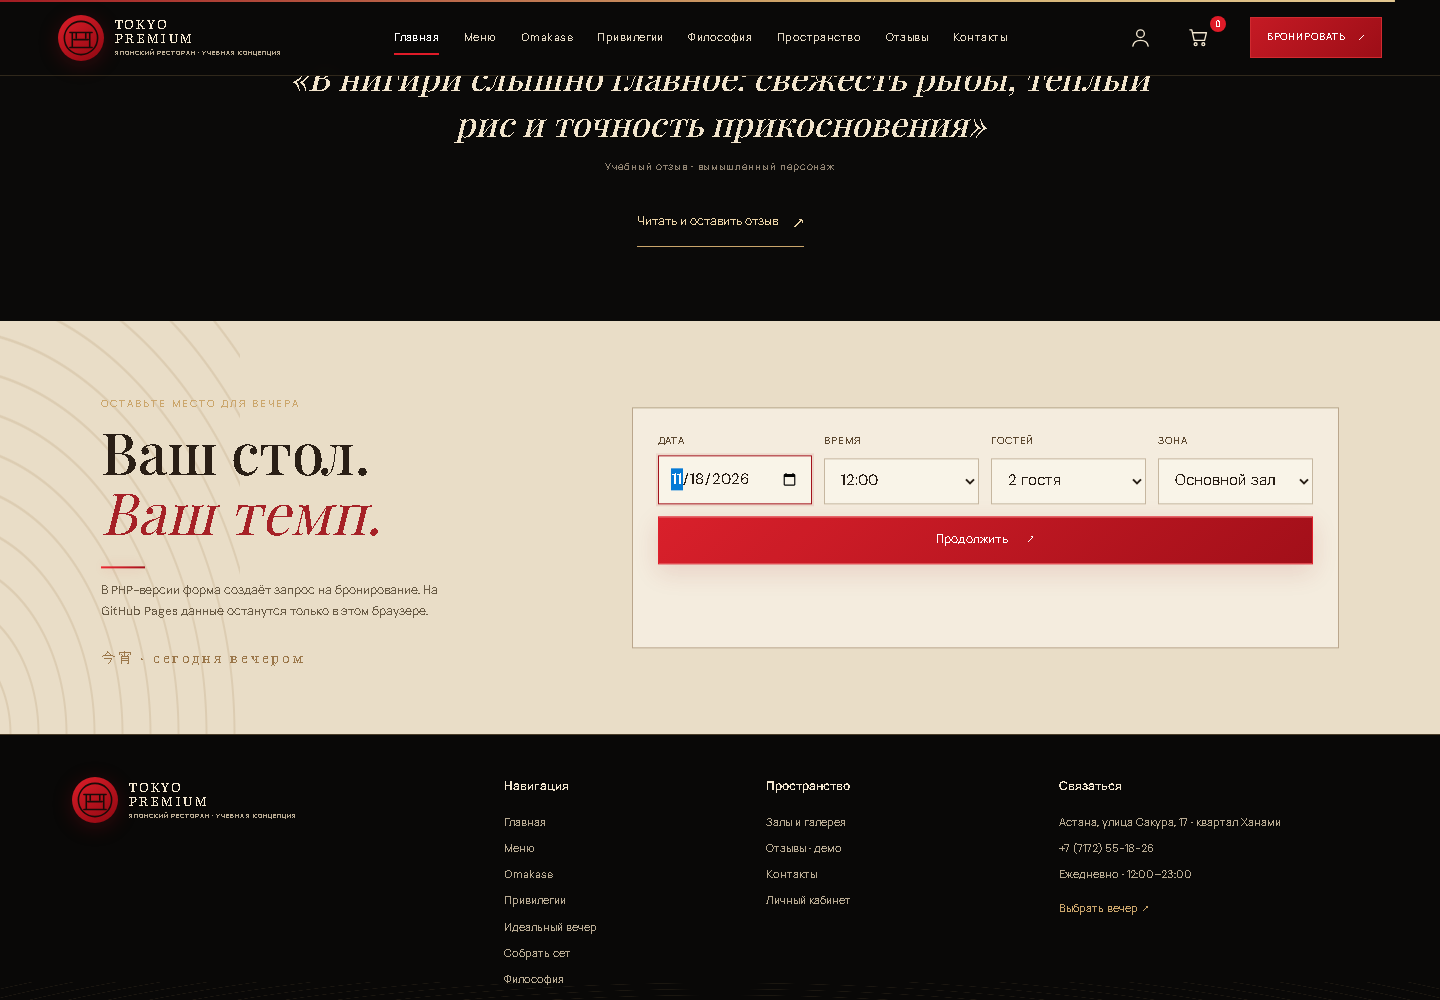 TOKYO
PREMIUM
ЯПОНСКИЙ РЕСТОРАН · УЧЕБНАЯ КОНЦЕПЦИЯ
Главная
Меню
Omakase
Привилегии
Философия
Пространство
Отзывы
Контакты
0
БРОНИРОВАТЬ ↗
«В нигири слышно главное: свежесть рыбы, тёплый
рис и точность прикосновения»
Учебный отзыв · вымышленный персонаж
Читать и оставить отзыв ↗
ОСТАВЬТЕ МЕСТО ДЛЯ ВЕЧЕРА
Ваш стол.
Ваш темп.
В PHP-версии форма создаёт запрос на бронирование. На
GitHub Pages данные останутся только в этом браузере.
今宵 · сегодня вечером
ДАТА
ВРЕМЯ
ГОСТЕЙ
ЗОНА
11/18/2026
12:00
2 гостя
Основной зал
Продолжить ↗
TOKYO
PREMIUM
ЯПОНСКИЙ РЕСТОРАН · УЧЕБНАЯ КОНЦЕПЦИЯ
Навигация
Главная
Меню
Omakase
Привилегии
Идеальный вечер
Собрать сет
Философия
Пространство
Залы и галерея
Отзывы · демо
Контакты
Личный кабинет
Связаться
Астана, улица Сакура, 17 · квартал Ханами
+7 (7172) 55-18-26
Ежедневно · 12:00–23:00
Выбрать вечер ↗